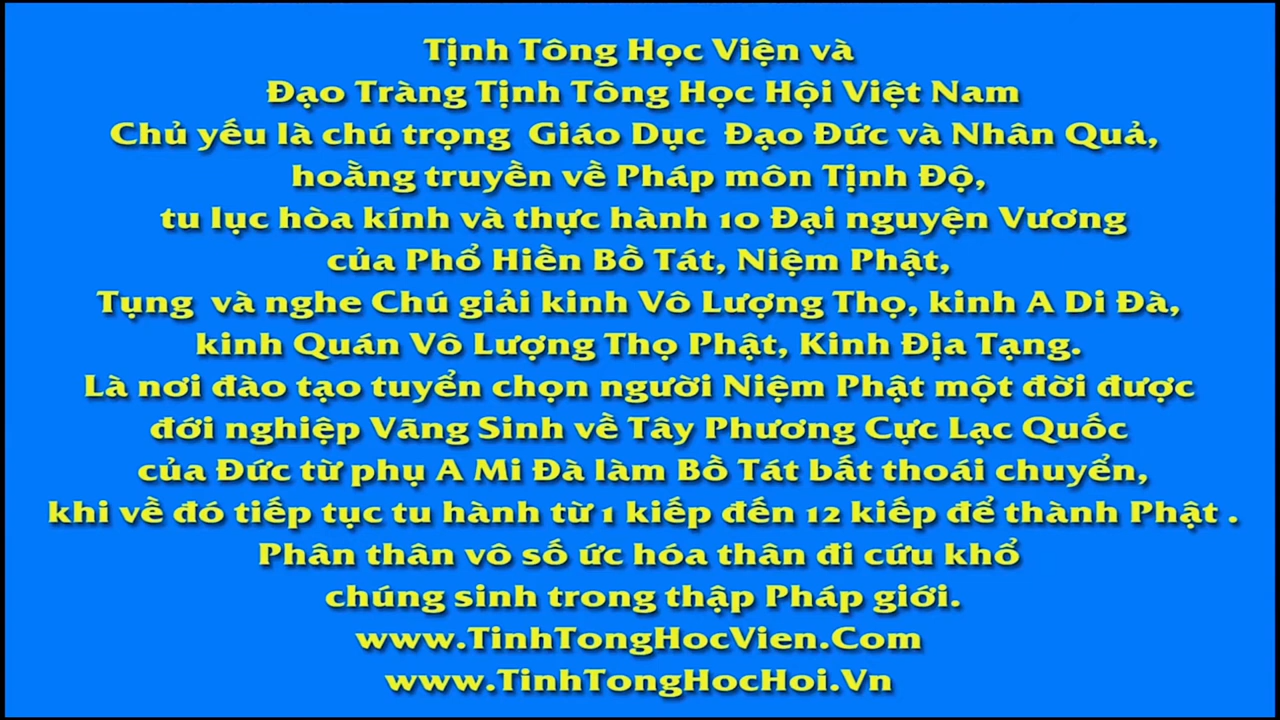 Tịnh Tông Học Viện và
Đạo Tràng Tịnh Tông Học Hội Việt Nam
Chủ yếu là chú trọng Giáo Dục Đạo Đức và Nhân Quả,
hoằng truyền về Pháp môn Tịnh Độ,
tu lục hòa kính và thực hành 10 Đại nguyện Vương
của Phổ Hiền Bồ Tát, Niệm Phật,
Tụng và nghe Chú giải kinh Vô Lượng Thọ, kinh A Di Đà,
kinh Quán Vô Lượng Thọ Phật, Kinh Địa Tạng.
Là nơi đào tạo tuyển chọn người Niệm Phật một đời được
đới nghiệp Vãng Sinh về Tây Phương Cực Lạc Quốc
của Đức từ phụ A Mi Đà làm Bồ Tát bất thoái chuyển,
khi về đó tiếp tục tu hành từ 1 kiếp đến 12 kiếp để thành Phật .
Phân thân vô số ức hóa thân đi cứu khổ
chúng sinh trong thập Pháp giới.
www.TinhTongHocVien.Com
www.TinhTongHocHoi.Vn